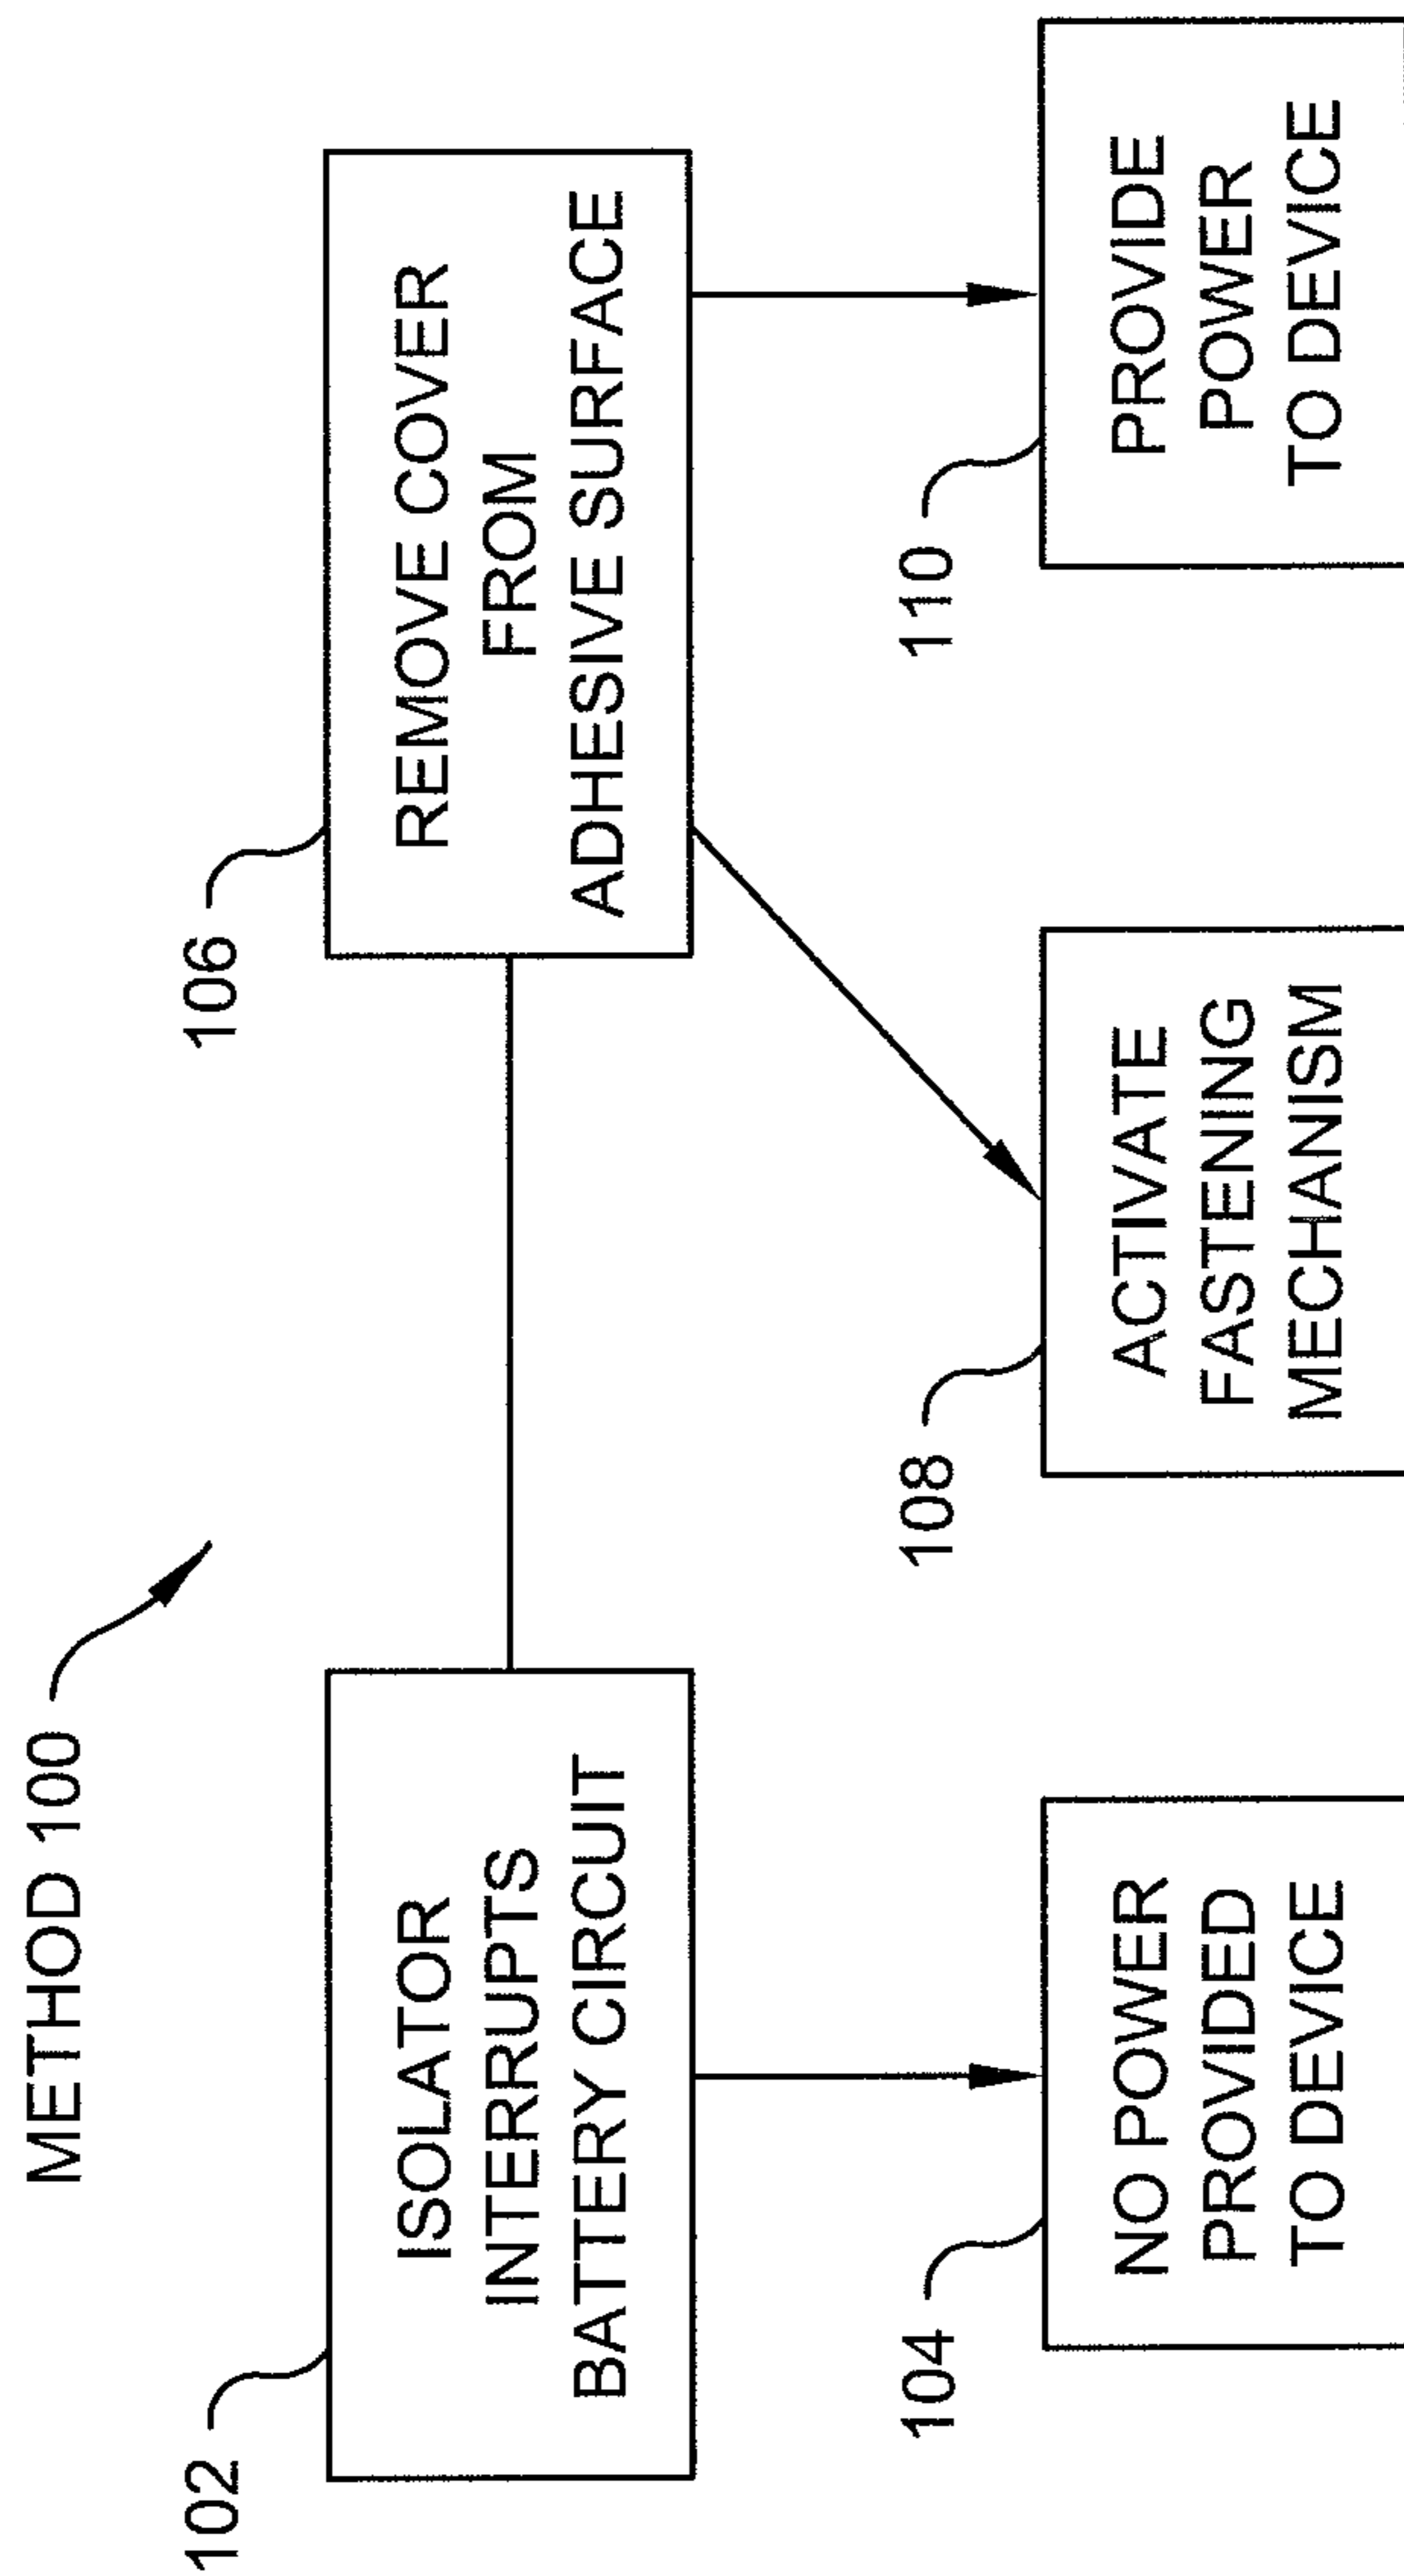 METHOD 100
102
ISOLATOR
INTERRUPTS
BATTERY CIRCUIT
106
REMOVE COVER
FROM
ADHESIVE SURFACE
104
NO POWER
PROVIDED
TO DEVICE
108
ACTIVATE
FASTENING
MECHANISM
110
PROVIDE
POWER
TO DEVICE